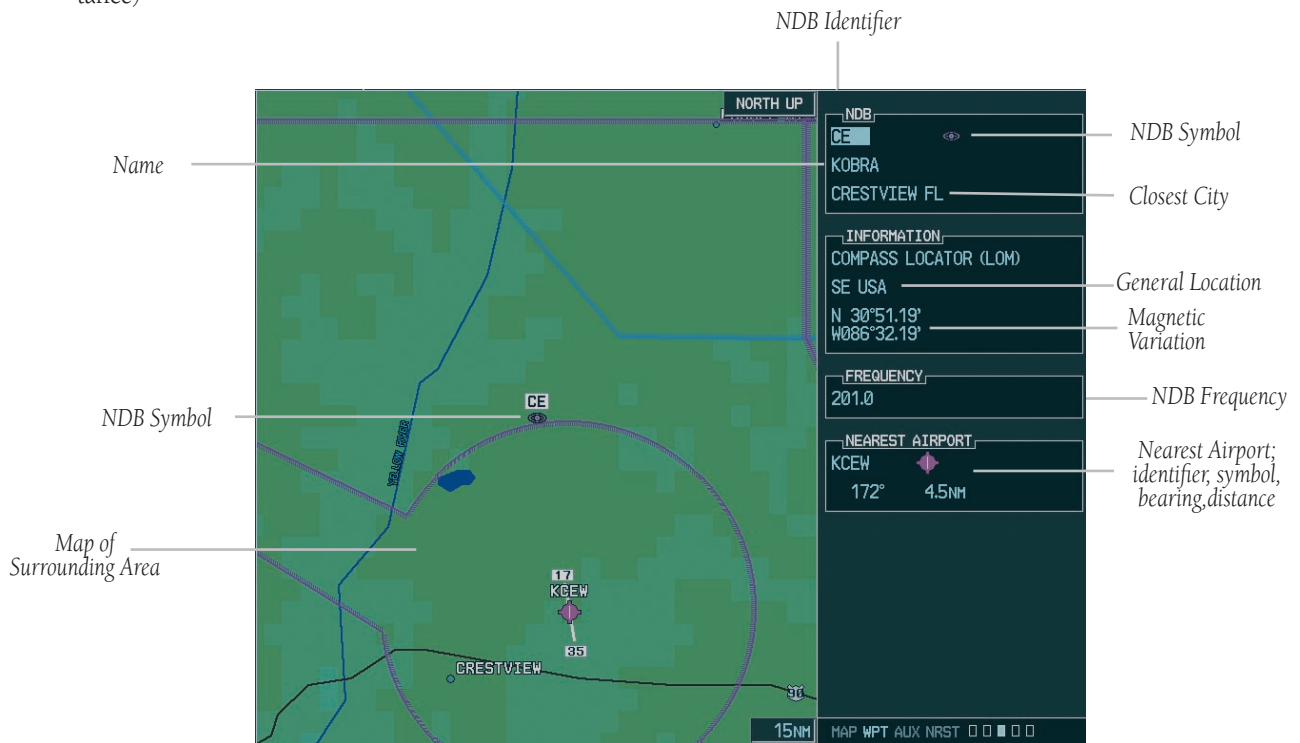 tance)
NDB Identifier
NORTH UP
NDB
CE
NDB Symbol
Name
KOBRA
CRESTVIEW FL
Closest City
INFORMATION
COMPASS LOCATOR (LOM)
SE USA
General Location
N 30°51.19'
W086°32.19'
Magnetic
Variation
FREQUENCY
201.0
NDB Frequency
CE
NDB Symbol
YELLOW RIVER
NEAREST AIRPORT
KCEW
172° 4.5NM
Nearest Airport;
identifier, symbol,
bearing,distance
Map of
Surrounding Area
17
KCEW
35
CRESTVIEW
90
15NM
MAP WPT AUX NRST